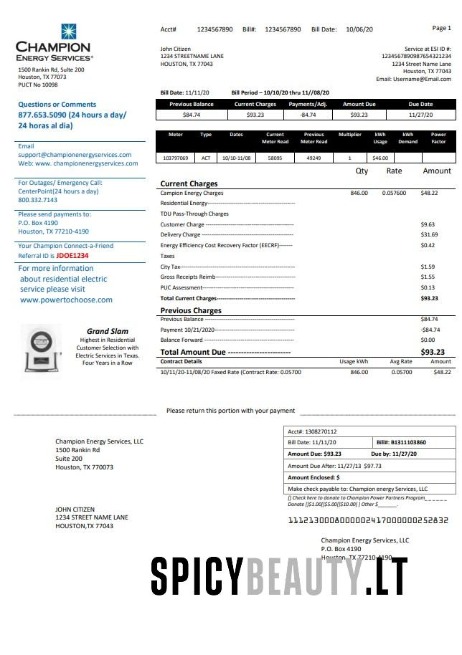 CHAMPION
ENERGY SERVICES®
1500 Rankin Rd, Suite 200
Houston, TX 77073
PUCT No 10098
Questions or Comments
877.653.5090 (24 hours a day/
24 horas al dia)
Email
support@championenergyservices.com
Web: www. championenergyservices.com
For Outages/ Emergency Call:
CenterPoint(24 hours a day)
800.332.7143
Please send payments to:
P.O. Box 4190
Houston, TX 77210-4190
Your Champion Connect-a-Friend
Referral ID is JDOE1234
For more information
about residential electric
service please visit
www.powertochoose.com
Grand Slam
Highest in Residential
Customer Selection with
Electric Services in Texas.
Four Years in a Row
Acct# 1234567890 Bill#: 1234567890 Bill Date: 10/06/20 Page 1
John Citizen
1234 STREETNAME LANE
HOUSTON, TX 77043
Service at ESI ID #:
1234567890987654321234
1234 Street Name Lane
Houston, TX 77043
Email: Username@Email.com
Bill Date: 11/11/20 Bill Period – 10/10/20 thru 11//08/20
Previous Balance Current Charges Payments/Adj. Amount Due Due Date
$84.74 $93.23 -84.74 $93.23 11/27/20
Meter Type Dates Current Meter Read Previous Meter Read Multiplier kWh Usage kWH Demand Power Factor
103797069 ACT 10/10-11/08 58095 49249 1 $46.00
Qty Rate Amount
Current Charges
Campion Energy Charges 846.00 0.057600 $48.22
Residential Energy---------------------
TDU Pass-Through Charges
Customer Charge --------------------- $9.63
Delivery Charge --------------------- $31.69
Energy Efficiency Cost Recovery Factor (EECRF)------- $0.42
Taxes
City Tax--------------------- $1.59
Gross Receipts Reimb--------------------- $1.55
PUC Assessment--------------------- $0.13
Total Current Charges--------------------- $93.23
Previous Charges
Previous Balance --------------------- $84.74
Payment 10/21/2020--------------------- -$84.74
Balance Forward --------------------- $0.00
Total Amount Due ------------------------ $93.23
Contract Details Usage kWh Avg Rate Amount
10/11/20-11/08/20 Faxed Rate (Contract Rate: 0.05700 846.00 0.05700 $48.22
Please return this portion with your payment
Champion Energy Services, LLC
1500 Rankin Rd
Suite 200
Houston, TX 770073
JOHN CITIZEN
1234 STREET NAME LANE
HOUSTON,TX 77043
Acct#: 1308270112
Bill Date: 11/11/20 Bill#: B1311103860
Amount Due: $93.23 Due by: 11/27/20
Amount Due After: 11/27/13 $97.73
Amount Enclosed: $
Make check payable to: Champion energy services, LLC
() Check here to donate to Champion Power Partners Program______
Donate ()$1.00()$5.00()$10.00() Other $______.
Champion Energy Services, LLC
P.O. Box 4190
Houston, TX 77210-4190
SPICYBEAUTY.LT